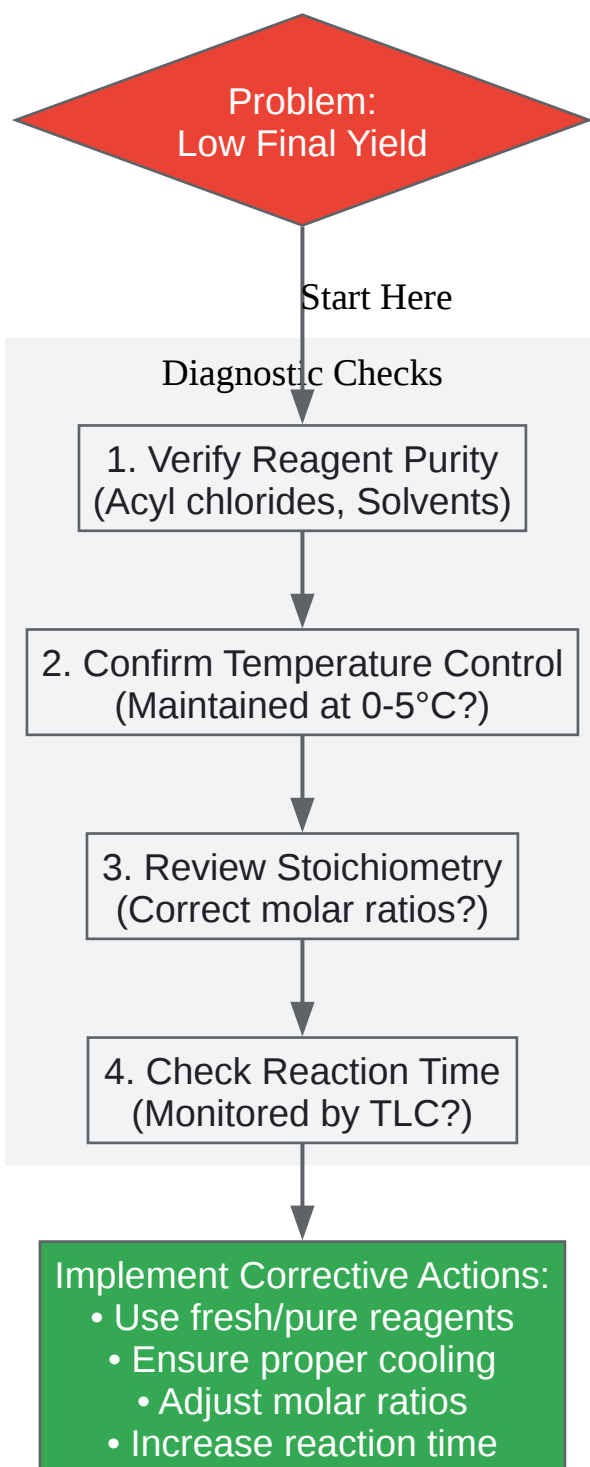 Problem:
Low Final Yield
Start Here
Diagnostic Checks
1. Verify Reagent Purity
(Acyl chlorides, Solvents)
2. Confirm Temperature Control
(Maintained at 0-5°C?)
3. Review Stoichiometry
(Correct molar ratios?)
4. Check Reaction Time
(Monitored by TLC?)
Implement Corrective Actions:
• Use fresh/pure reagents
• Ensure proper cooling
• Adjust molar ratios
• Increase reaction time